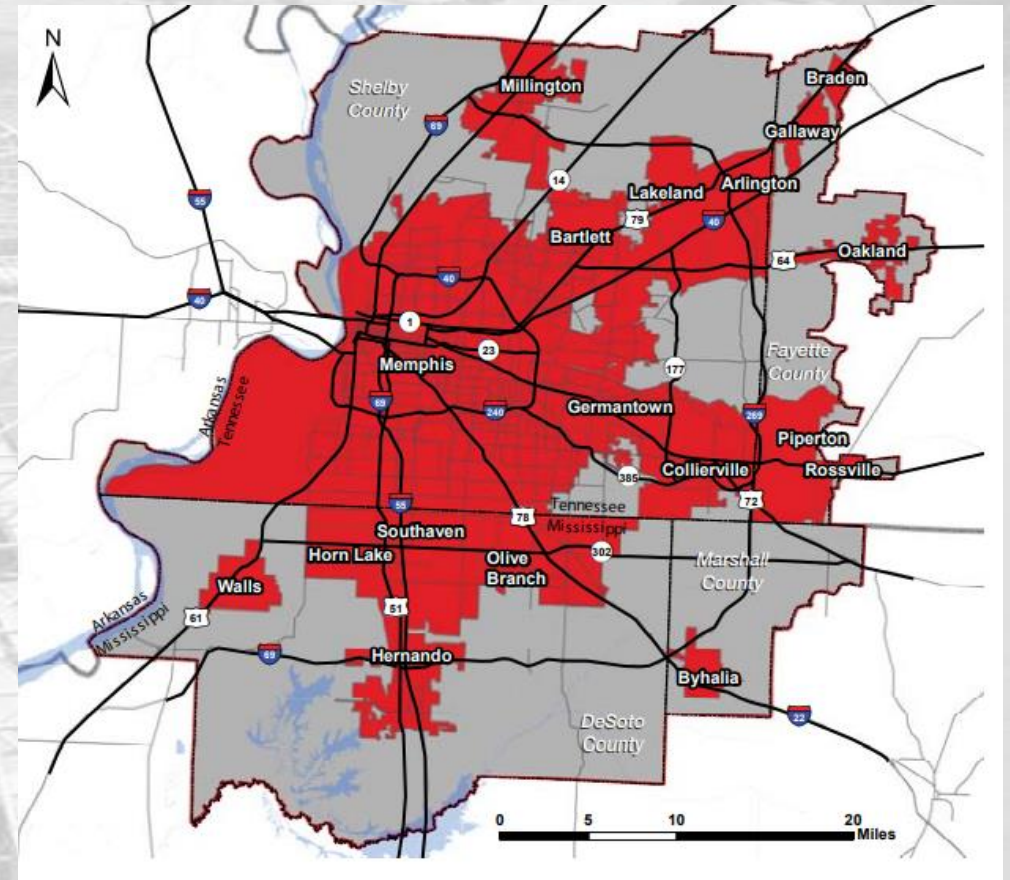 N
Shelby
County
Millington
Braden
69
Gallaway
14
55
Lakeland
Arlington
79
40
Bartlett
Oakland
64
40
40
1
23
Memphis
Fayette
County
177
Arkansas
Tennessee
69
240
Germantown
269
Piperton
Collierville
Rossville
385
72
55
Tennessee
Mississippi
78
Southaven
Horn Lake
Olive
Branch
302
Marshall
County
Walls
51
61
Arkansas
Mississippi
69
Hernando
Byhalia
22
DeSoto
County
0 5 10 20
Miles